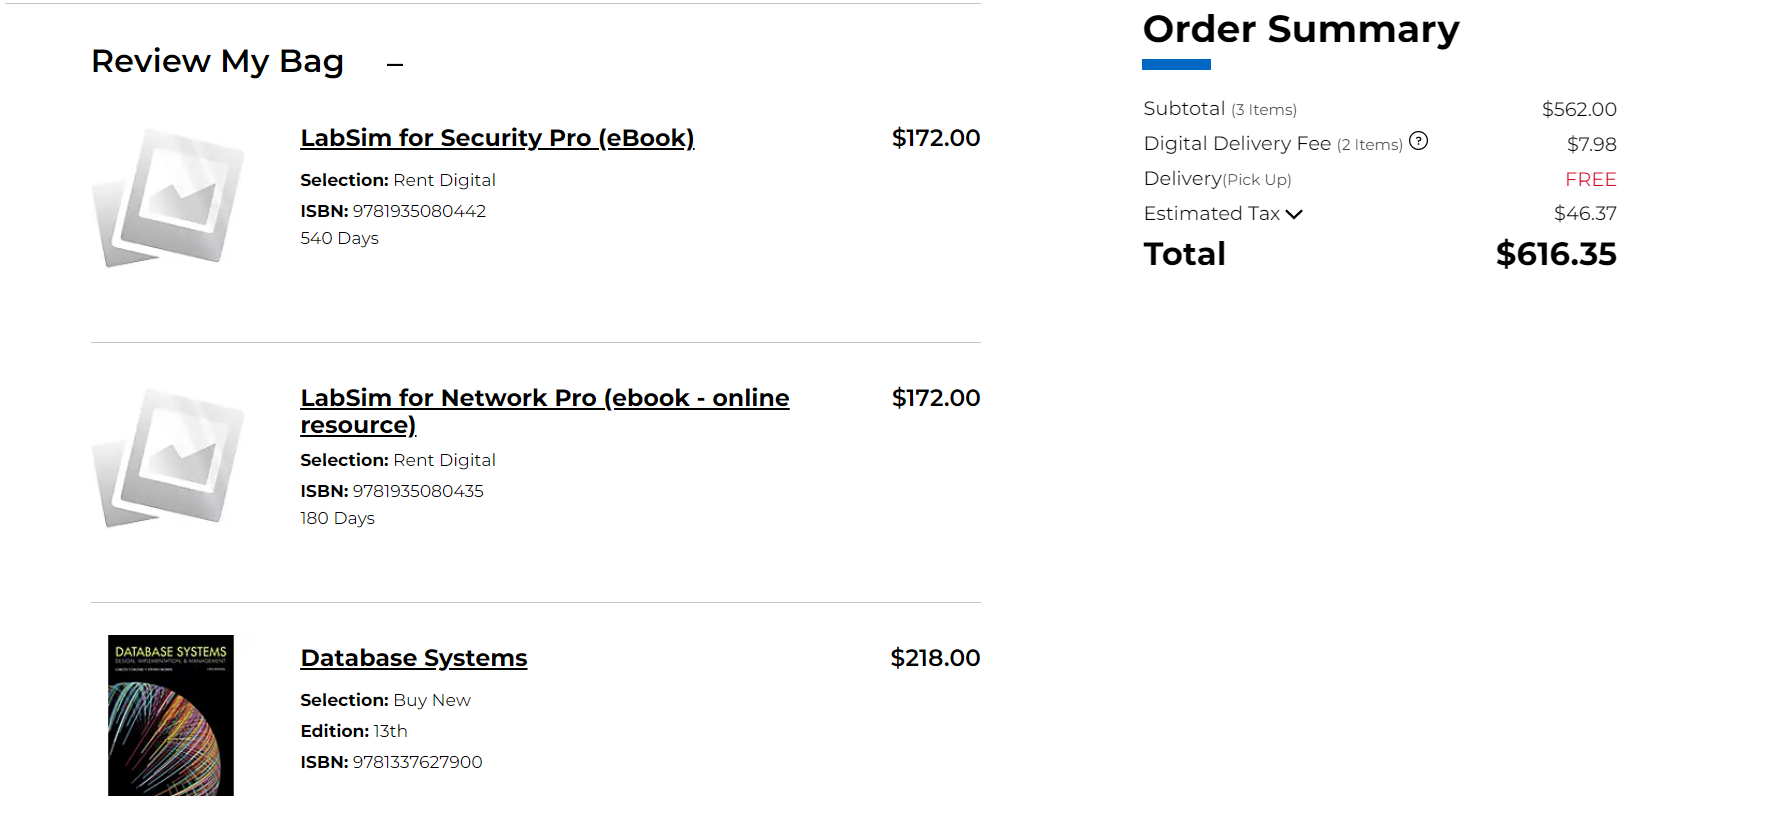 Review My Bag –
LabSim for Security Pro (eBook) $172.00
Selection: Rent Digital
ISBN: 9781935080442
540 Days
LabSim for Network Pro (ebook - online $172.00
resource)
Selection: Rent Digital
ISBN: 9781935080435
180 Days
DATABASE SYSTEMS
DESIGN, IMPLEMENTATION, & MANAGEMENT
Database Systems $218.00
Selection: Buy New
Edition: 13th
ISBN: 9781337627900
Order Summary
Subtotal (3 Items) $562.00
Digital Delivery Fee (2 Items) ? $7.98
Delivery(Pick Up) FREE
Estimated Tax $46.37
Total $616.35